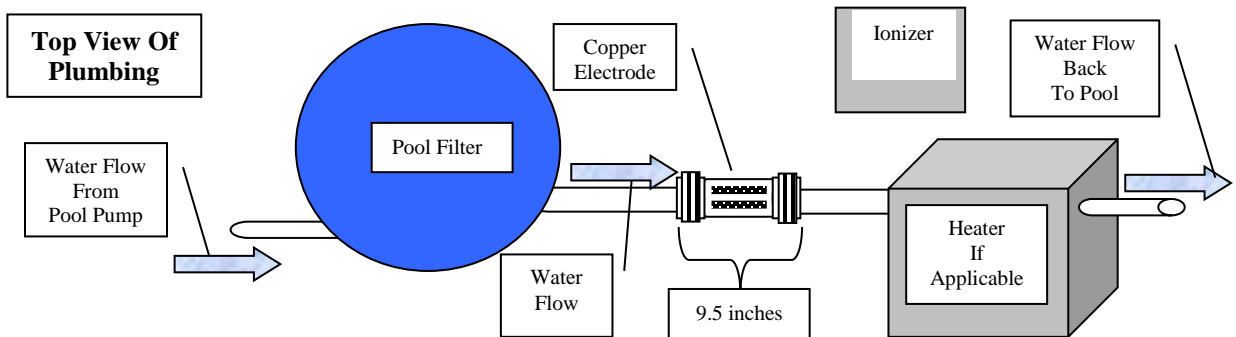 Top View Of
Plumbing
Water Flow
From
Pool Pump
Pool Filter
Copper
Electrode
Water
Flow
9.5 inches
Ionizer
Heater
If
Applicable
Water Flow
Back
To Pool